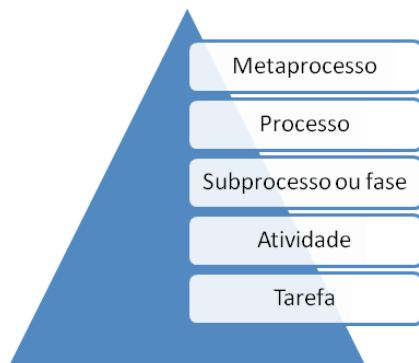 Metaprocesso
Processo
Subprocesso ou fase
Atividade
Tarefa